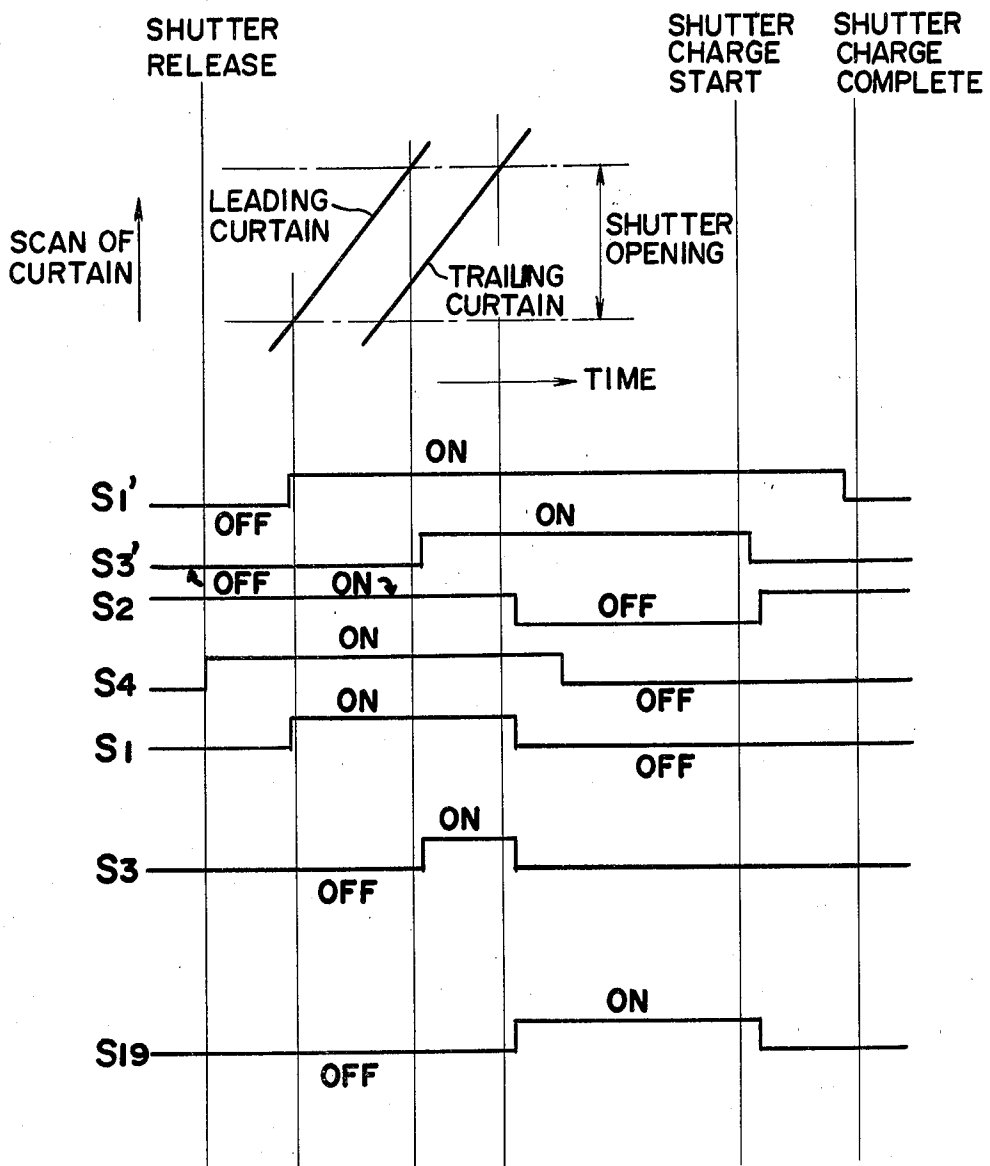 SHUTTER
RELEASE
SHUTTER
CHARGE
START
SHUTTER
CHARGE
COMPLETE
LEADING
CURTAIN
SCAN OF
CURTAIN
SHUTTER
OPENING
TRAILING
CURTAIN
TIME
ON
S1'
OFF
ON
S3'
OFF
ON
S2
OFF
ON
S4
OFF
ON
S1
OFF
ON
S3
OFF
ON
S19
OFF